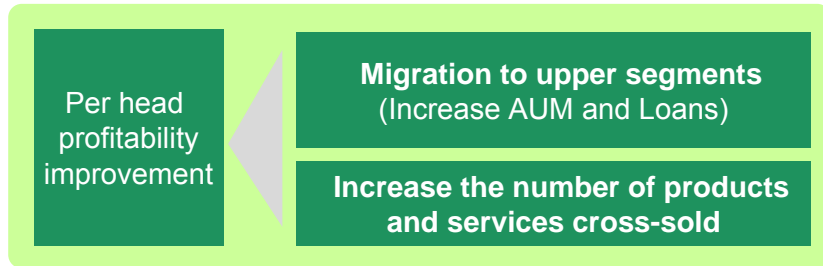 Per head
profitability
improvement
Migration to upper segments
(Increase AUM and Loans)
Increase the number of products
and services cross-sold